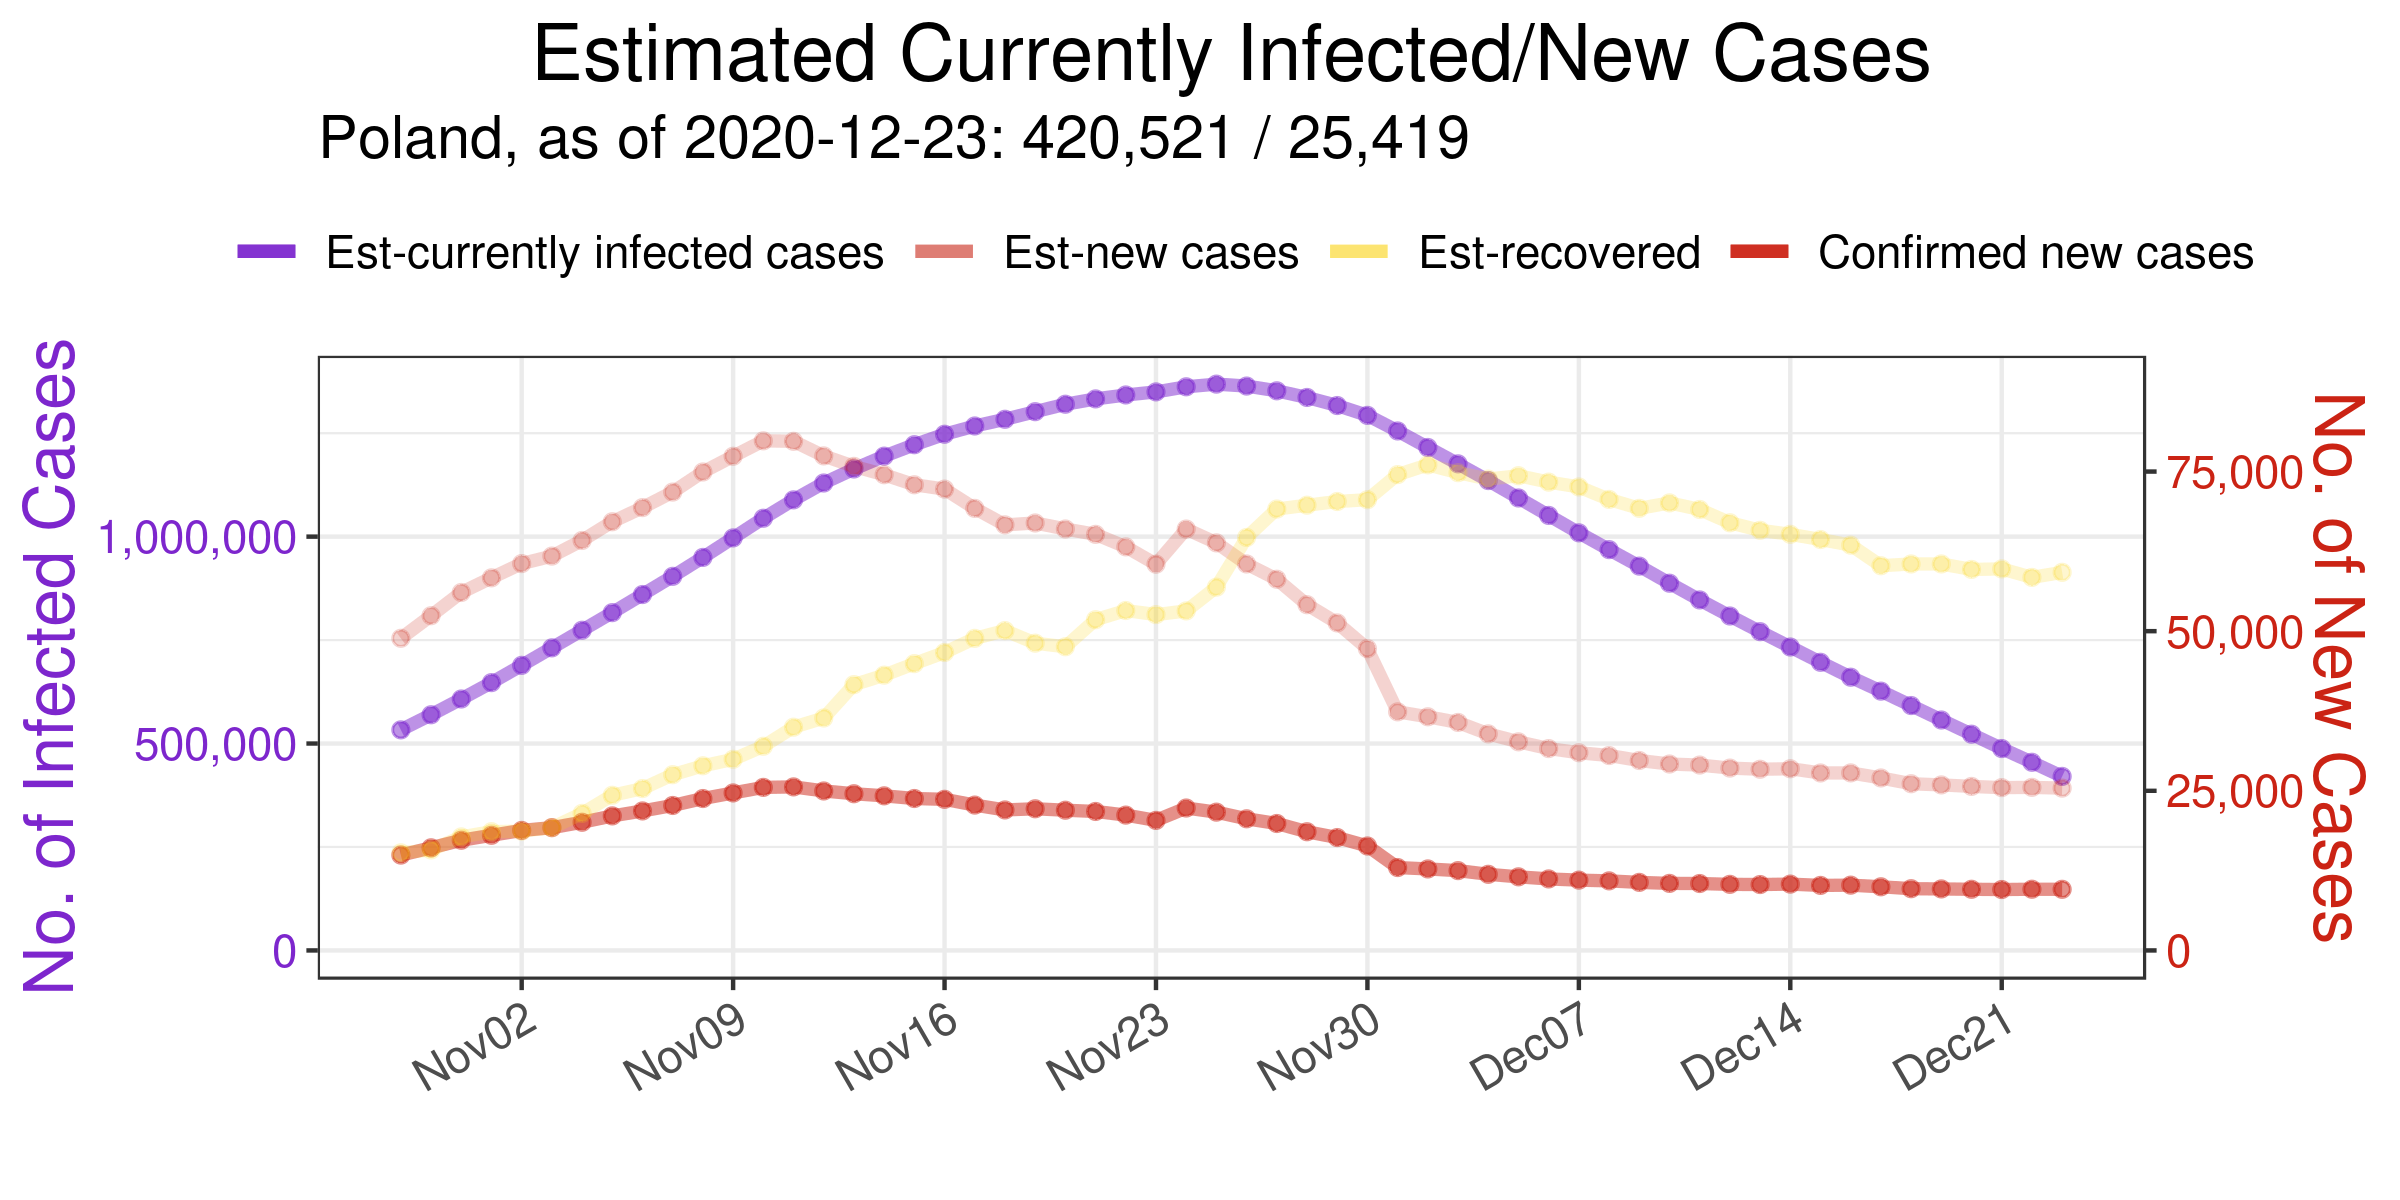 Estimated Currently Infected/New Cases
Poland, as of 2020-12-23: 420,521 / 25,419
Est-currently infected cases Est-new cases Est-recovered Confirmed new cases
No. of Infected Cases
1,000,000
500,000
0
75,000
50,000
25,000
0
No. of New Cases
Nov02 Nov09 Nov16 Nov23 Nov30 Dec07 Dec14 Dec21